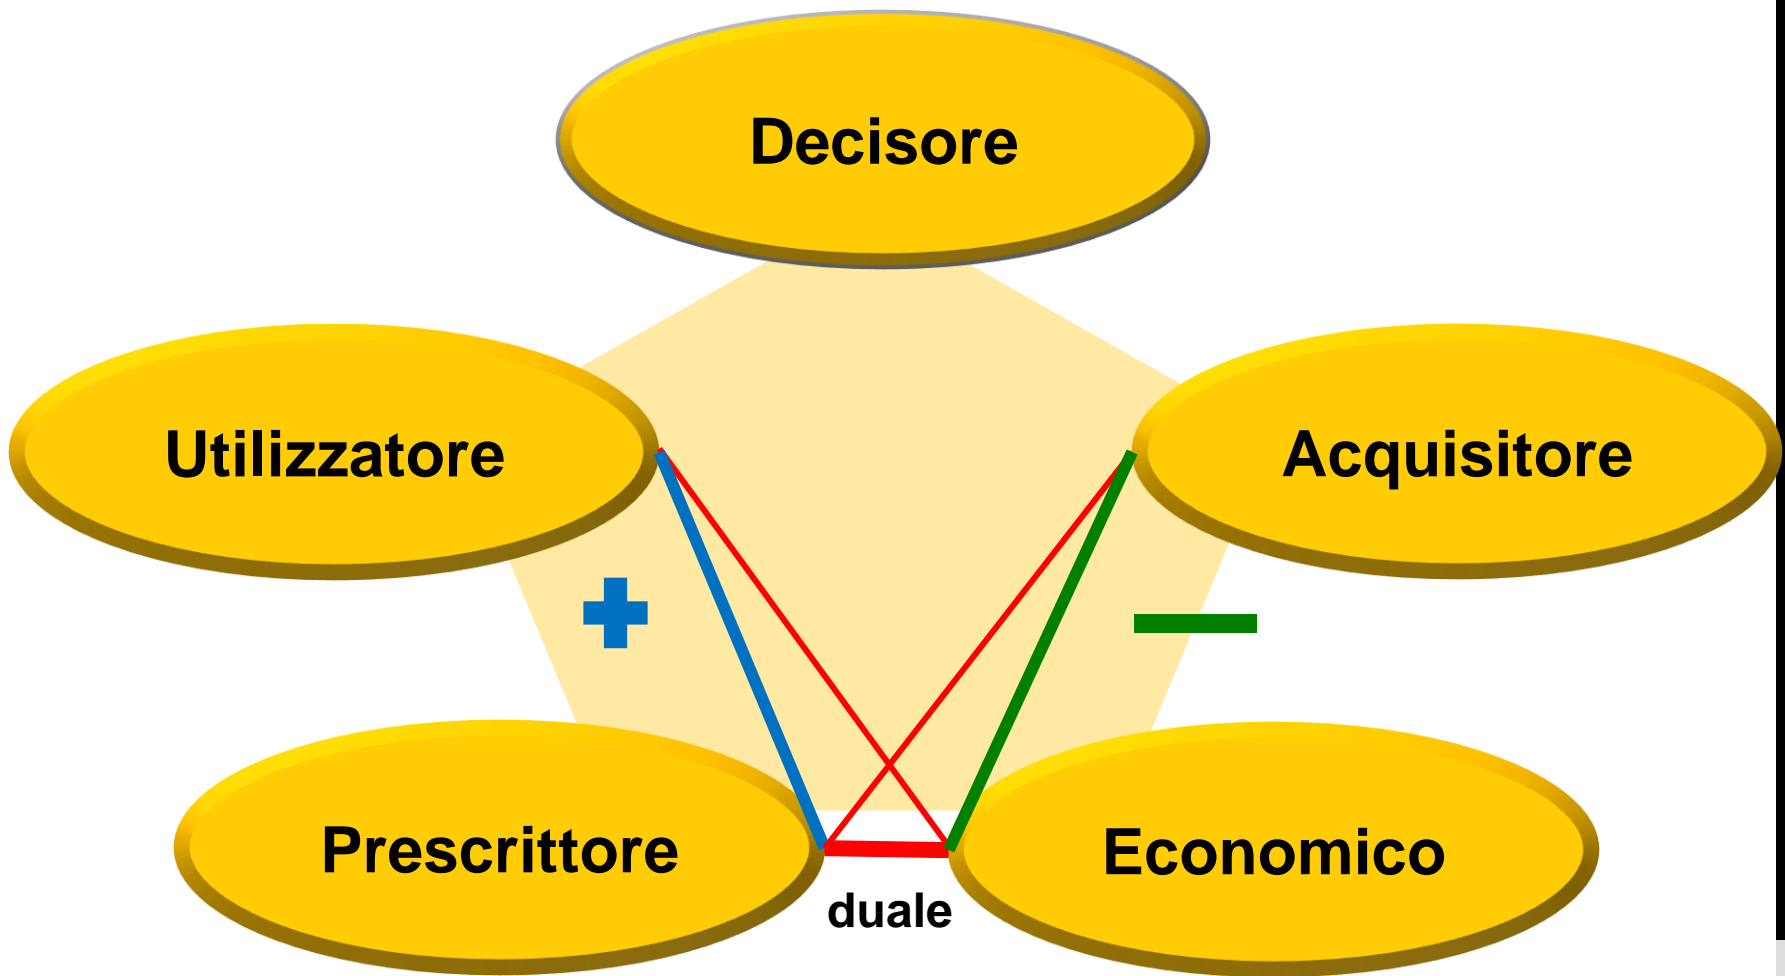 Decisore
Utilizzatore
Acquisitore
Prescrittore
Economico
duale